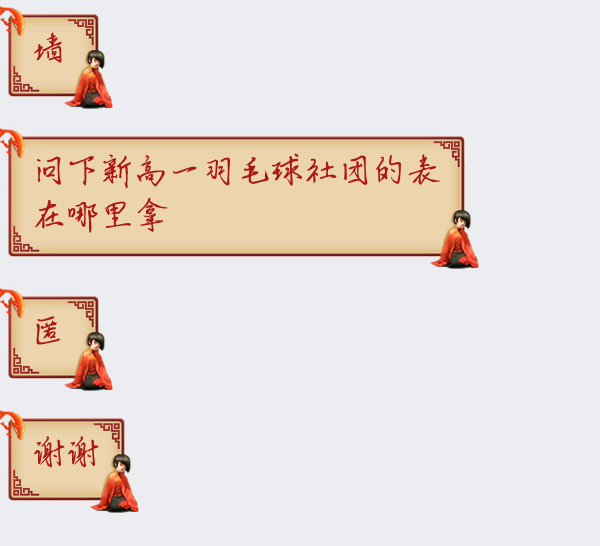 墙
问下新高一羽毛球社团的表
在哪里拿
匿
谢谢